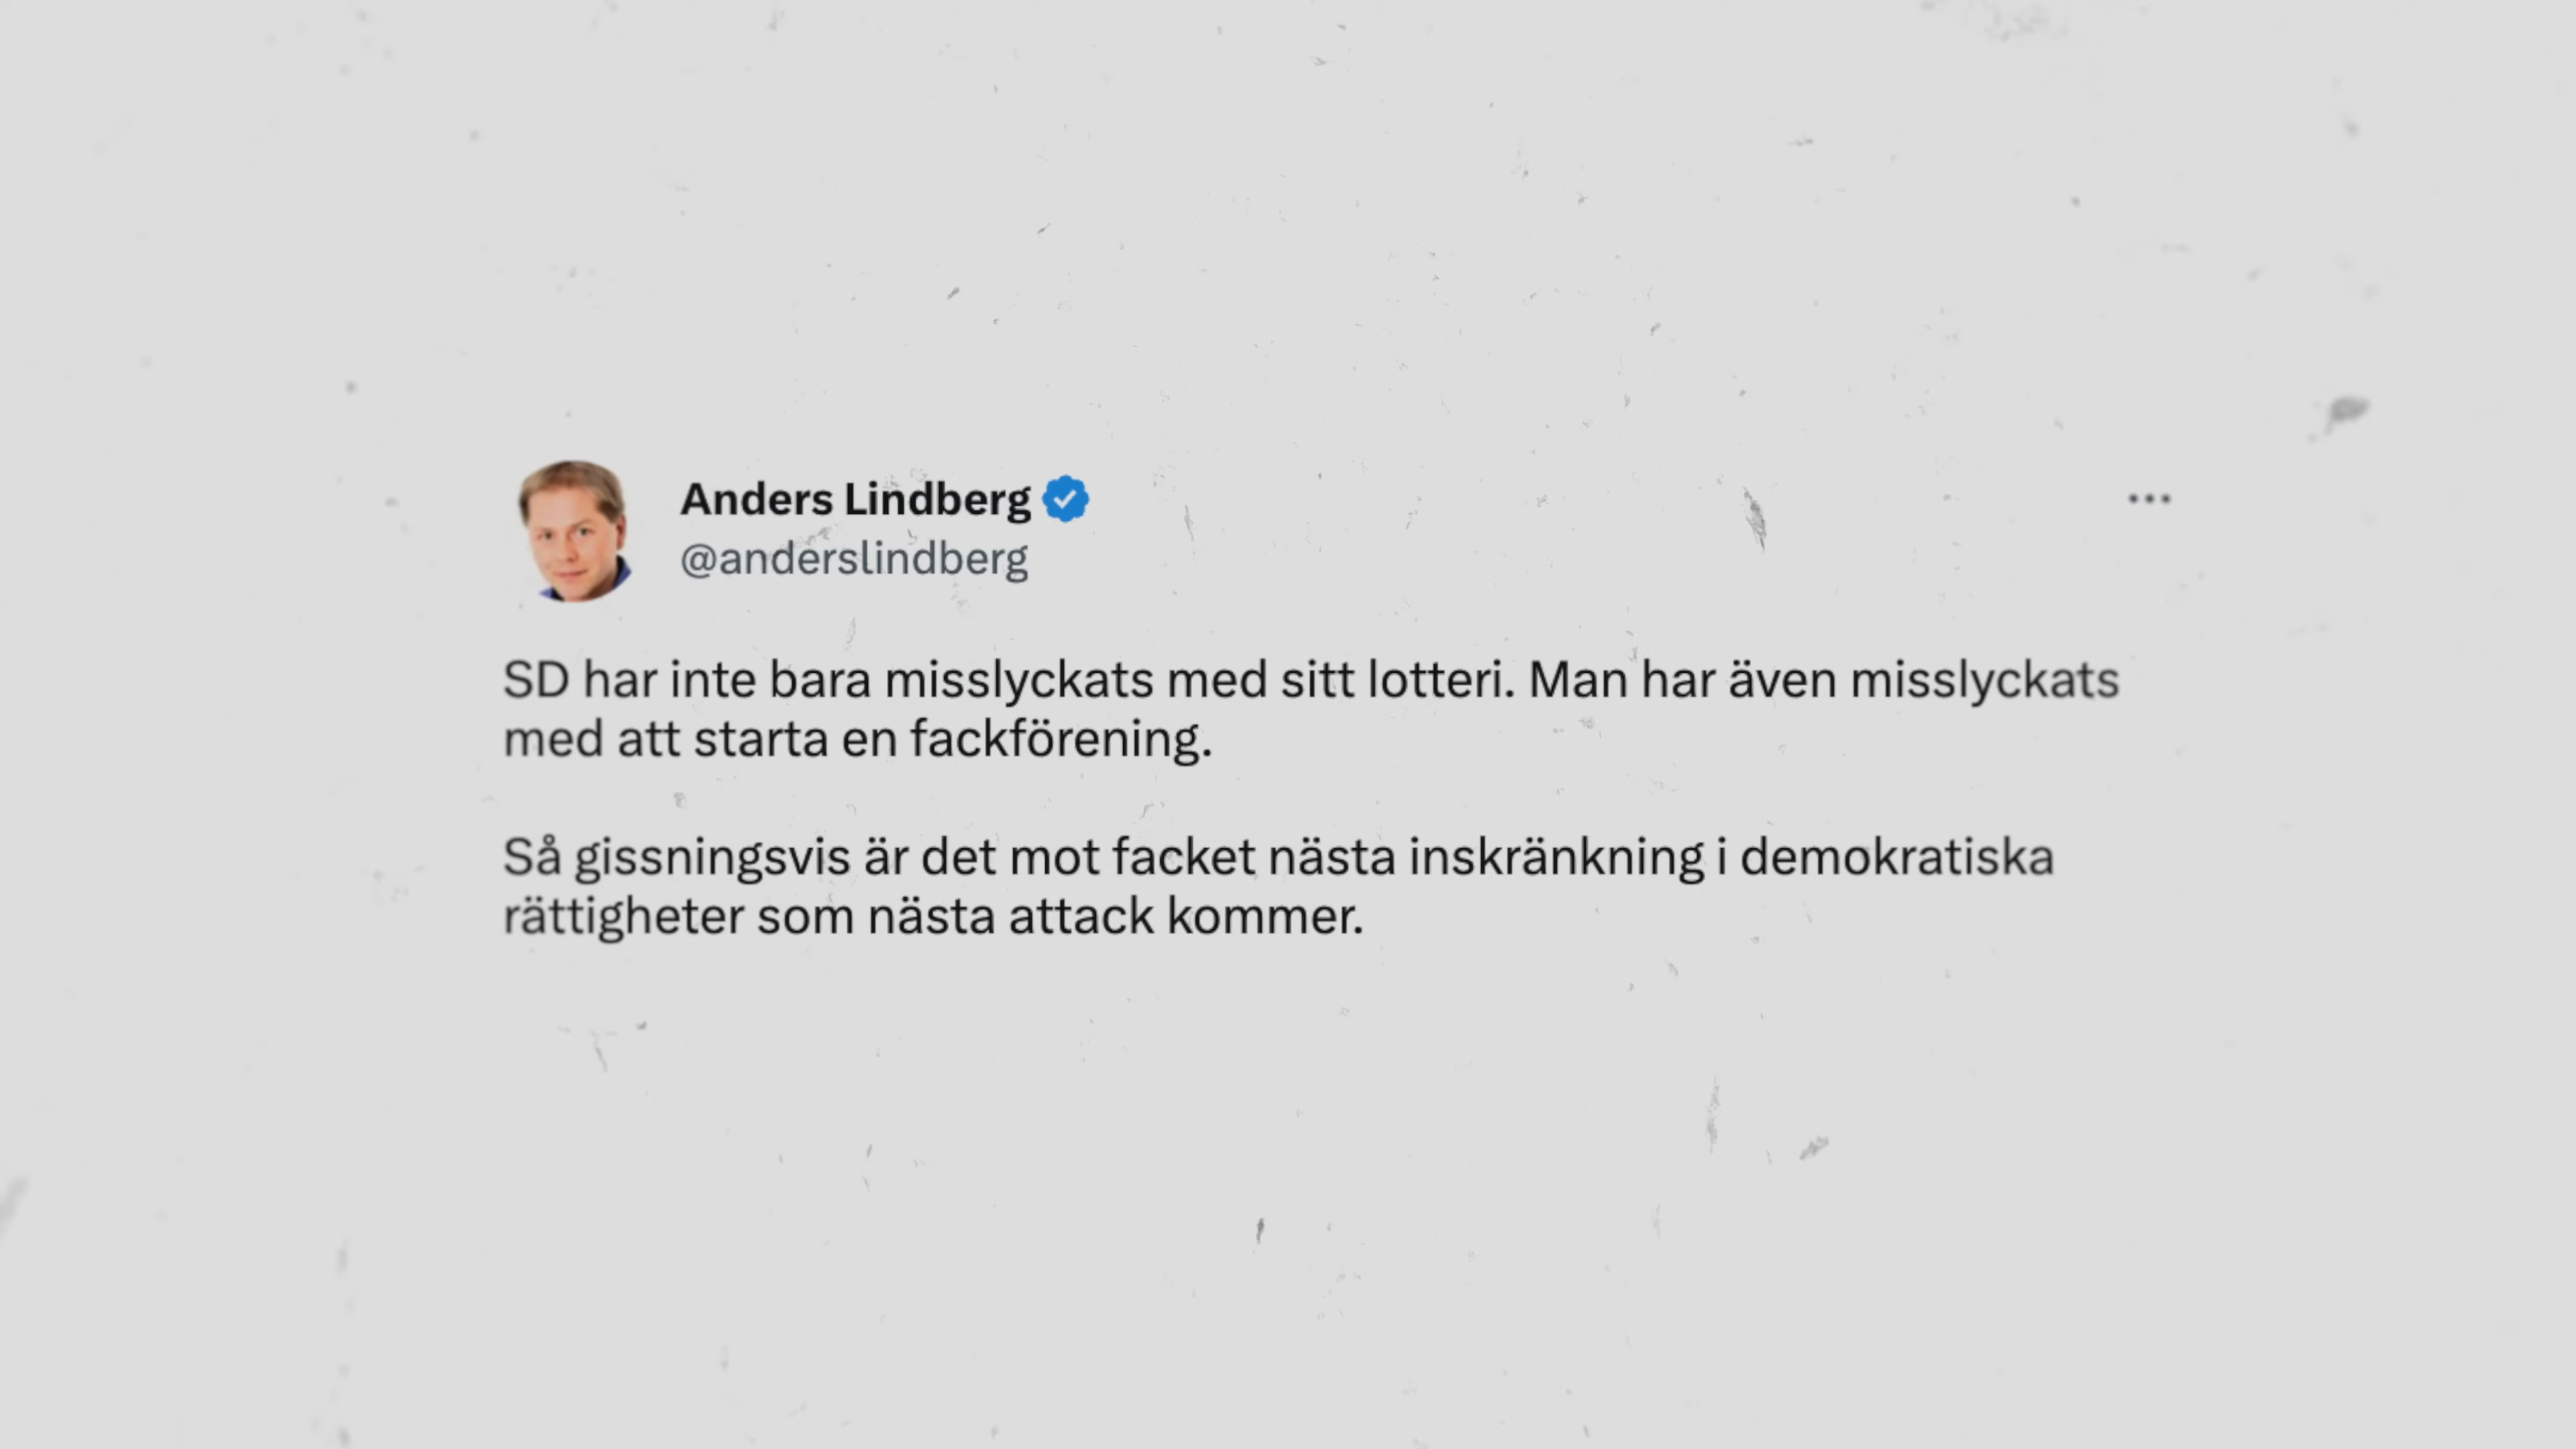 Anders Lindberg
@anderslindberg
SD har inte bara misslyckats med sitt lotteri. Man har även misslyckats
med att starta en fackförening.
Så gissningsvis är det mot facket nästa inskränkning i demokratiska
rättigheter som nästa attack kommer.